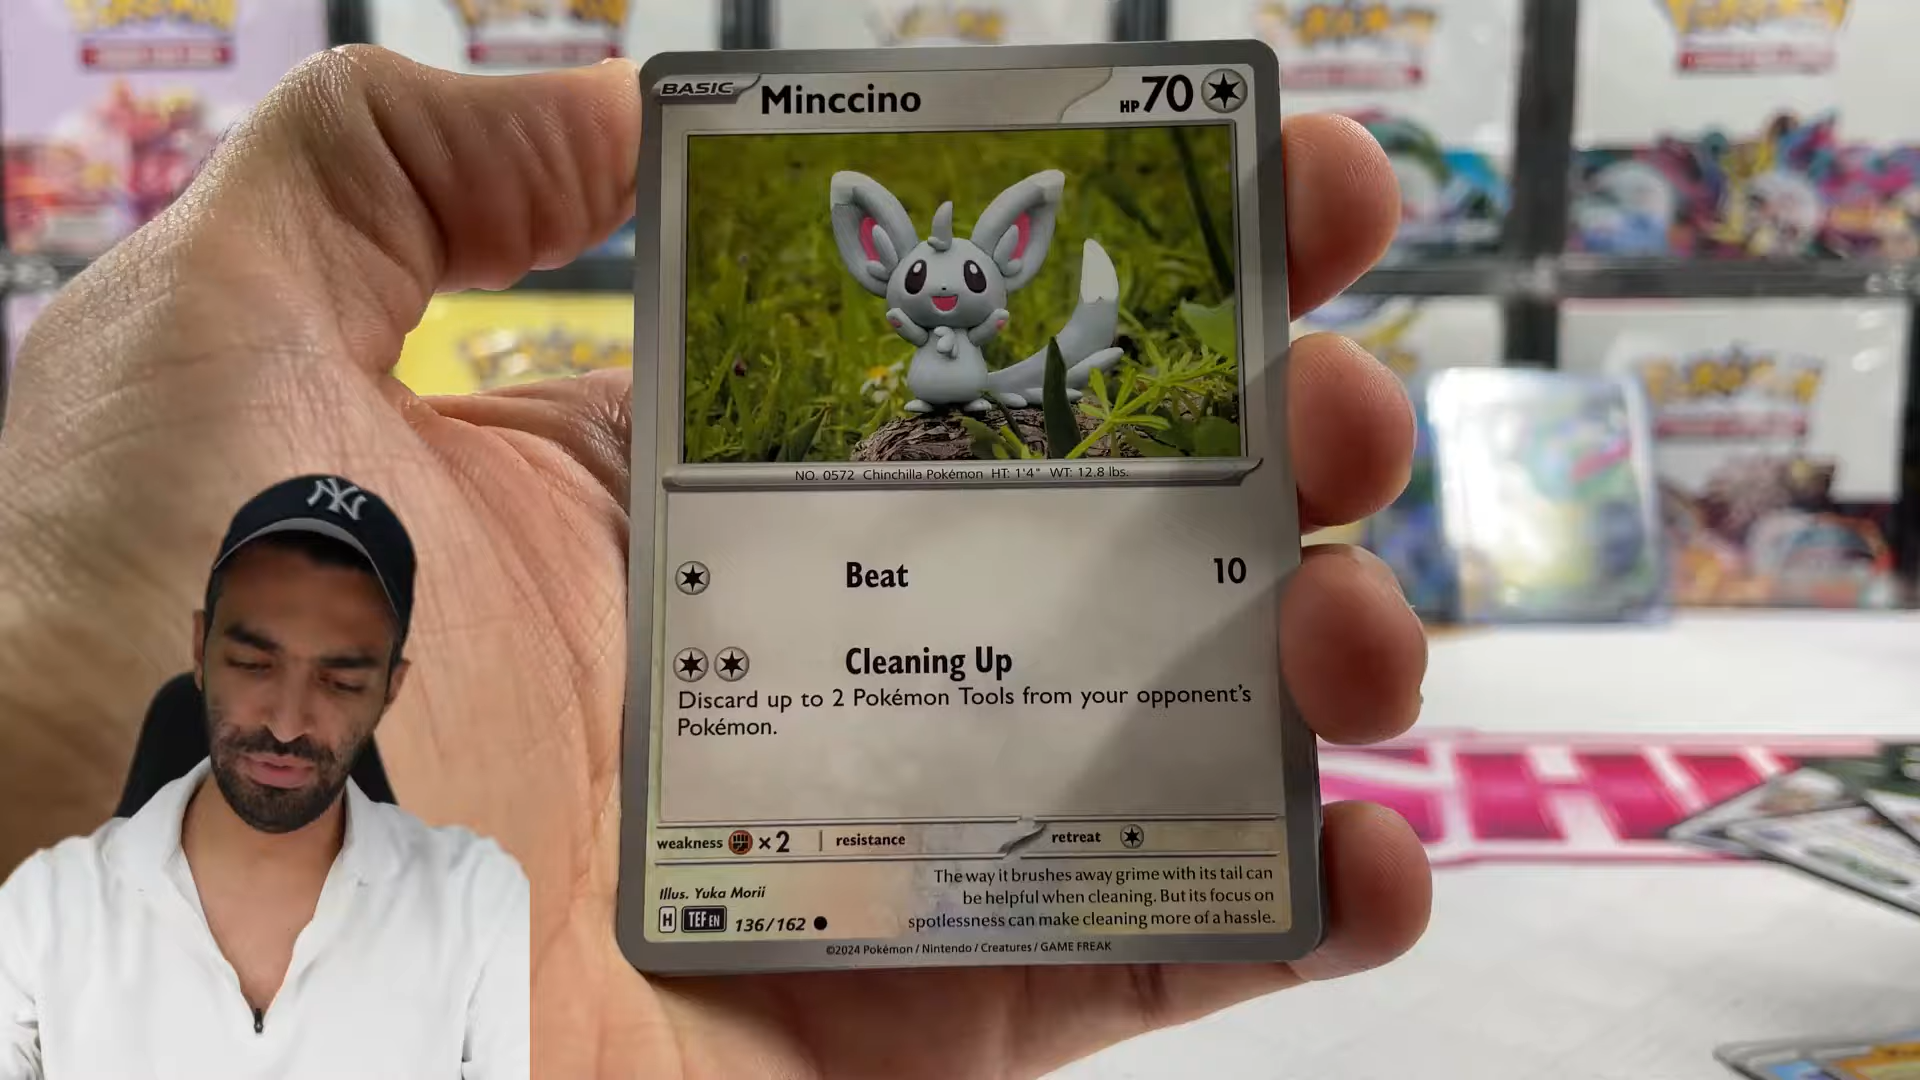 BASIC Minccino HP 70
NO. 0572 Chinchilla Pokémon HT: 1'4" WT: 12.8 lbs.
Beat 10
Cleaning Up
Discard up to 2 Pokémon Tools from your opponent's
Pokémon.
weakness ×2 resistance retreat
Illus. Yuka Morii
The way it brushes away grime with its tail can
be helpful when cleaning. But its focus on
spotlessness can make cleaning more of a hassle.
H TEF EN 136/162
©2024 Pokémon / Nintendo / Creatures / GAME FREAK
NY